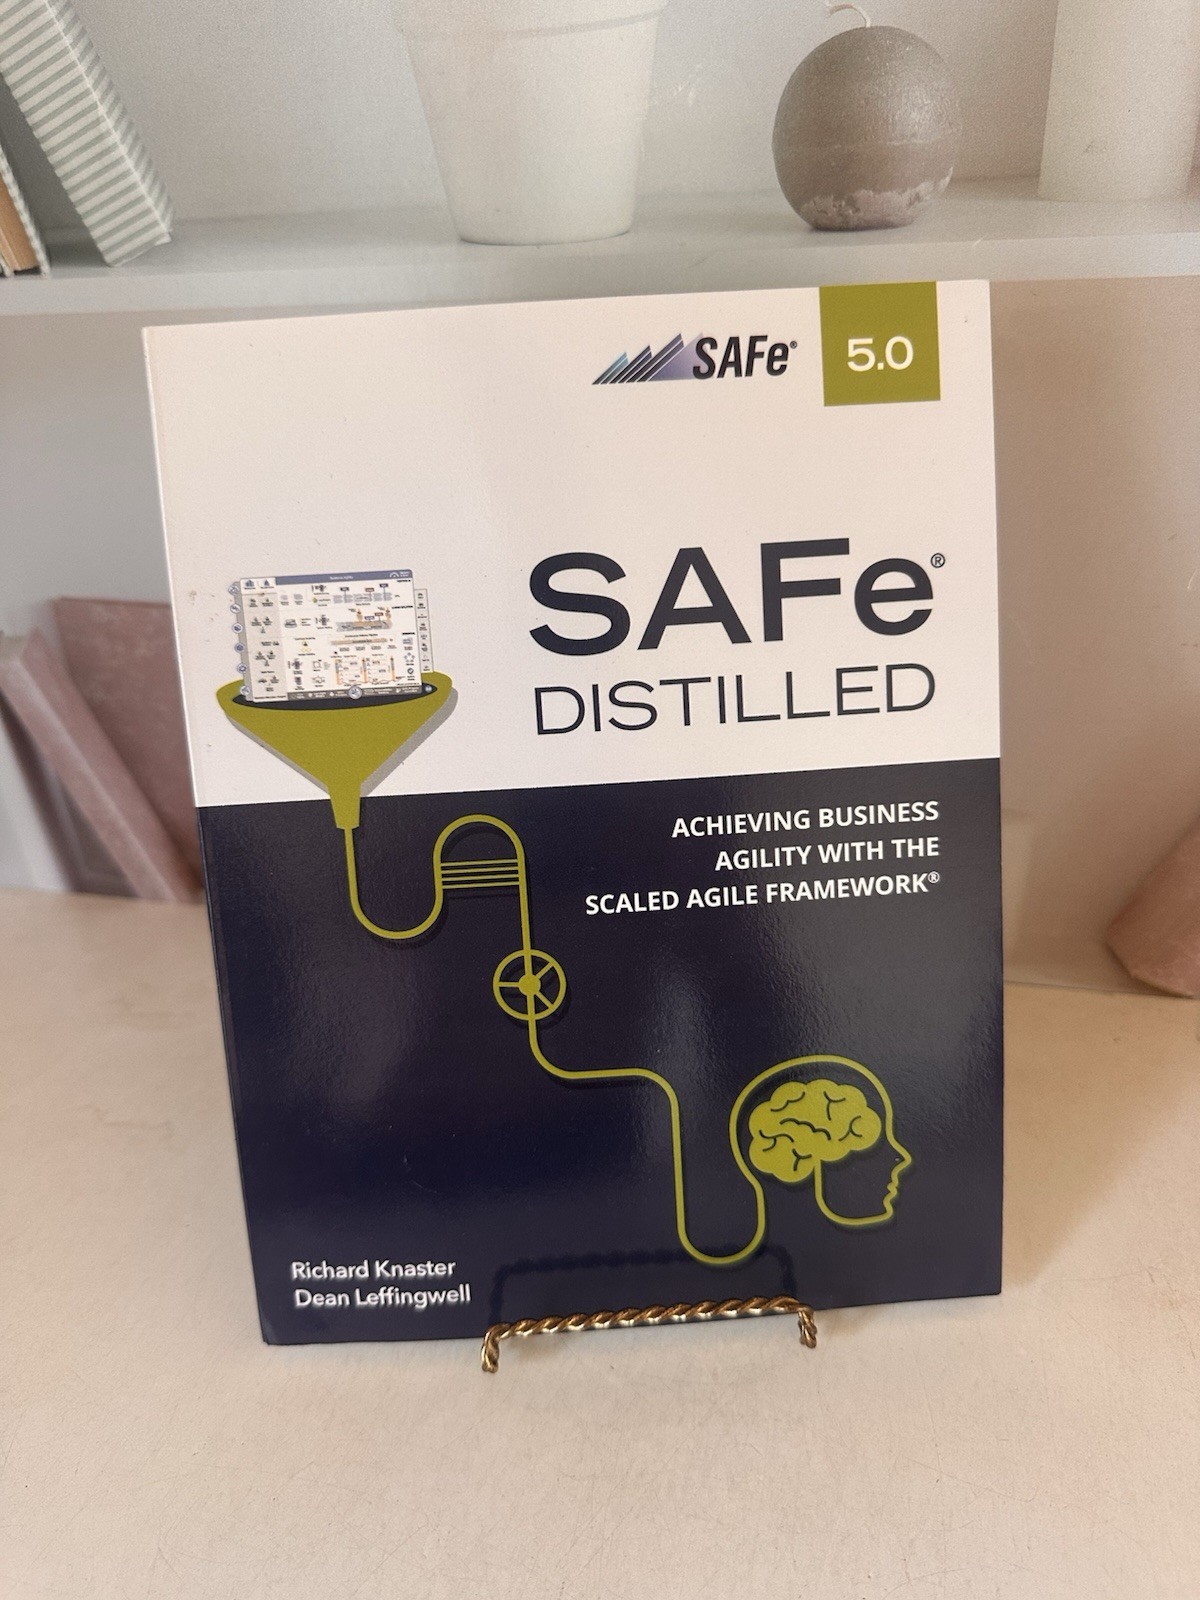 SAFe®
5.0
SAFe®
DISTILLED
ACHIEVING BUSINESS
AGILITY WITH THE
SCALED AGILE FRAMEWORK®
Richard Knaster
Dean Leffingwell